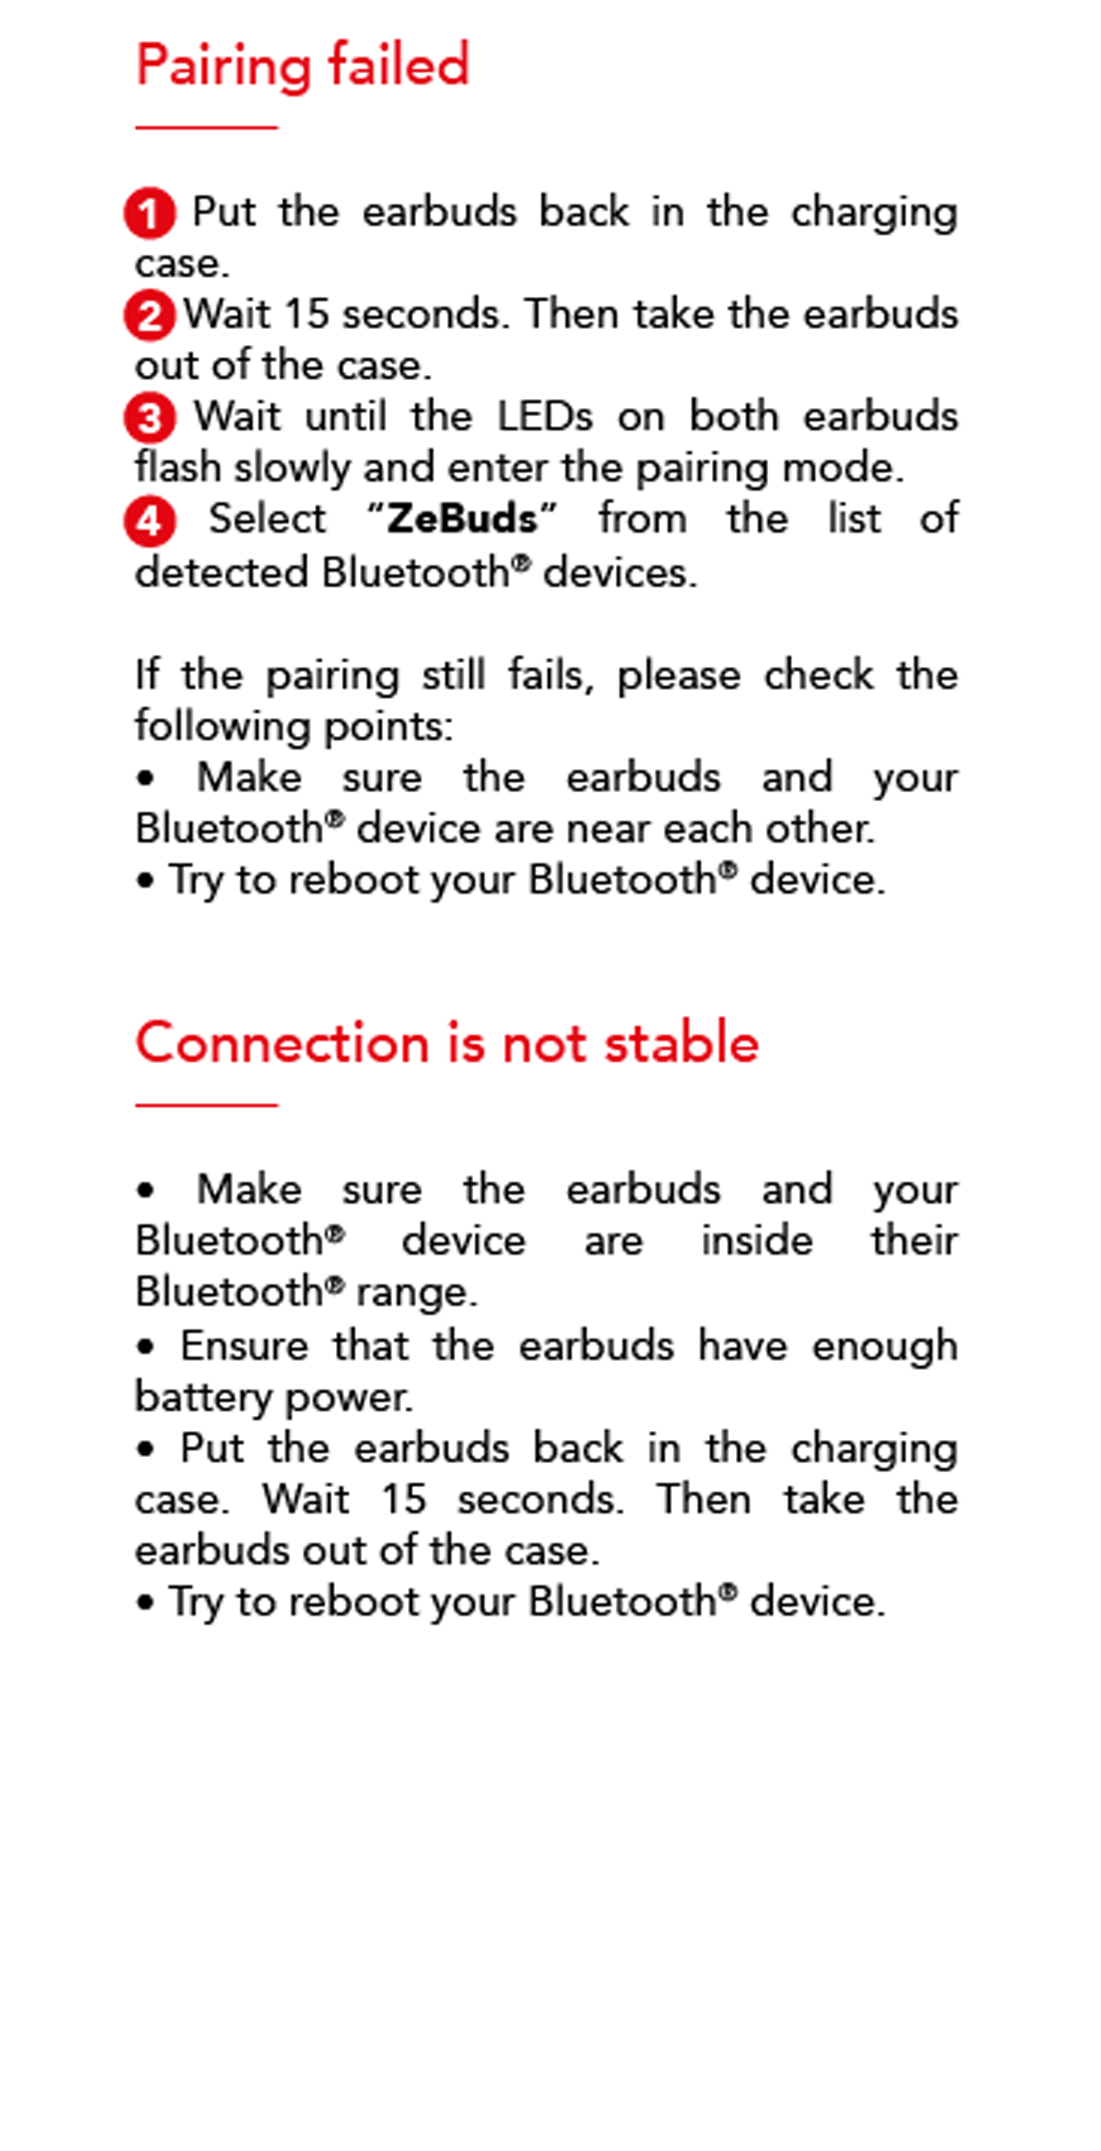 Pairing failed
1 Put the earbuds back in the charging
case.
2 Wait 15 seconds. Then take the earbuds
out of the case.
3 Wait until the LEDs on both earbuds
flash slowly and enter the pairing mode.
4 Select "ZeBuds" from the list of
detected Bluetooth® devices.
If the pairing still fails, please check the
following points:
• Make sure the earbuds and your
Bluetooth® device are near each other.
• Try to reboot your Bluetooth® device.
Connection is not stable
• Make sure the earbuds and your
Bluetooth® device are inside their
Bluetooth® range.
• Ensure that the earbuds have enough
battery power.
• Put the earbuds back in the charging
case. Wait 15 seconds. Then take the
earbuds out of the case.
• Try to reboot your Bluetooth® device.